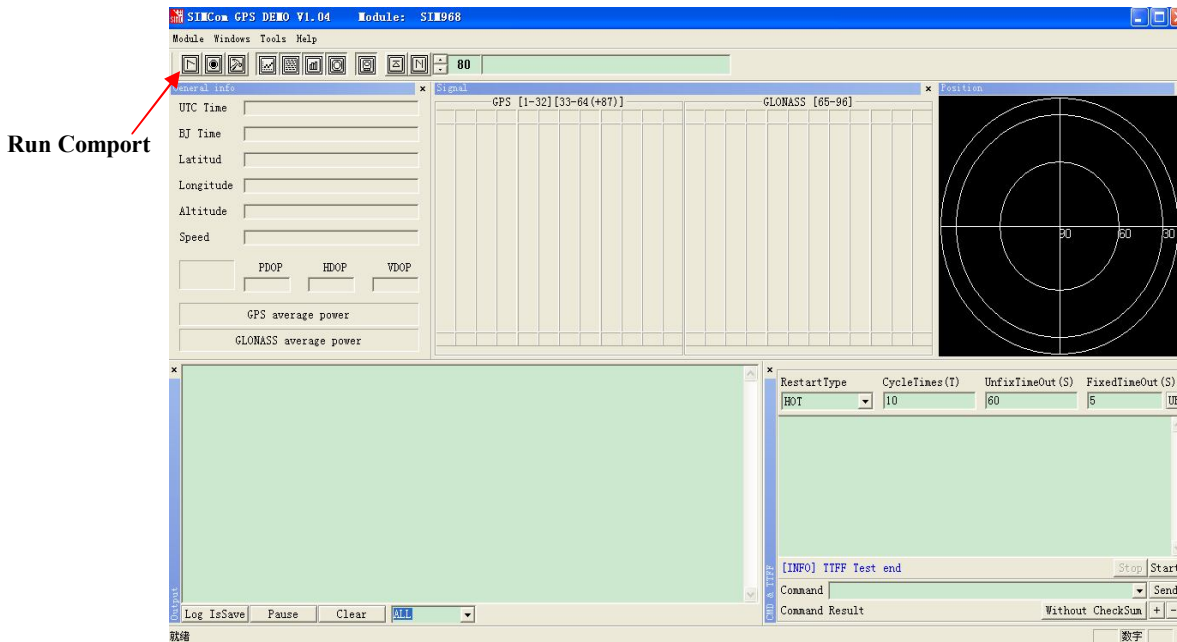 SIMCom GPS DEMO V1.04 Module: SIM968
Module Windows Tools Help
80
Run Comport
General info
UTC Time
BJ Time
Latitud
Longitude
Altitude
Speed
PDOP HDOP VDOP
GPS average power
GLONASS average power
Signal
GPS [1-32][33-64(+87)]
GLONASS [65-96]
Position
90 60 30
Output
Log IsSave Pause Clear ALL
CMD & TTFF
RestartType CycleTimes(T) UnfixTimeOut(S) FixedTimeOut(S)
HOT 10 60 5
[INFO] TTFF Test end
Stop Start
Command
Send
Command Result
Without CheckSum + -
就绪
数字